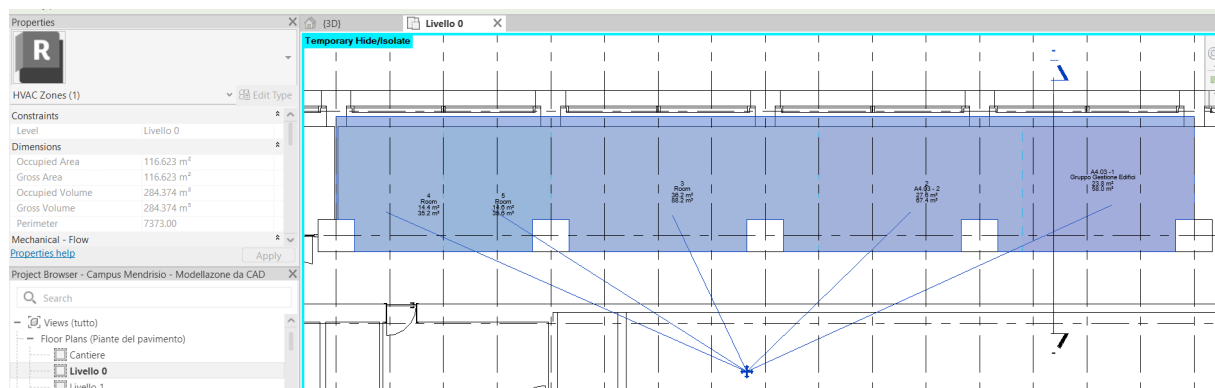 Properties
{3D}
Livello 0
R
Temporary Hide/Isolate
HVAC Zones (1)
Edit Type
Constraints
Level Livello 0
Dimensions
Occupied Area 116.623 m²
Gross Area 116.623 m²
Occupied Volume 284.374 m³
Gross Volume 284.374 m³
Perimeter 7373.00
Mechanical - Flow
Properties help
Apply
4
Room
14.4 m²
35.2 m³
5
Room
14.6 m²
3
Room
36.2 m²
88.2 m³
2
A4.03 - 2
27.6 m²
67.4 m³
A4.03 -1
Gruppo Gestione Edifici
23.8 m²
58.0 m³
Project Browser - Campus Mendrisio - Modellazone da CAD
Search
Views (tutto)
Floor Plans (Piante del pavimento)
Cantiere
Livello 0
Livello 1